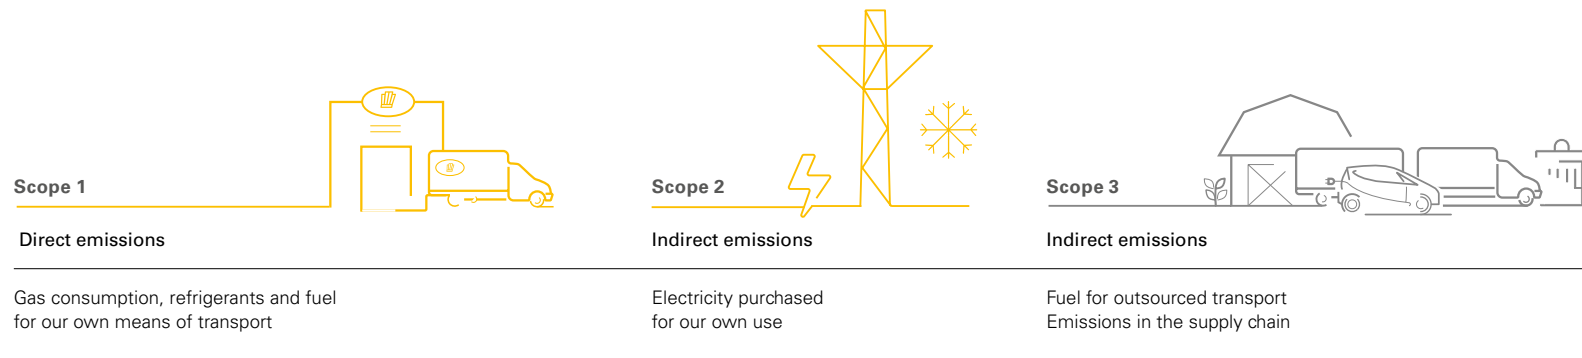 Scope 1
Direct emissions
Gas consumption, refrigerants and fuel
for our own means of transport
Scope 2
Indirect emissions
Electricity purchased
for our own use
Scope 3
Indirect emissions
Fuel for outsourced transport
Emissions in the supply chain